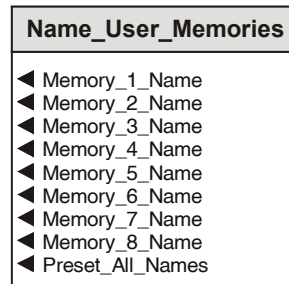 Name_User_Memories
Memory_1_Name
Memory_2_Name
Memory_3_Name
Memory_4_Name
Memory_5_Name
Memory_6_Name
Memory_7_Name
Memory_8_Name
Preset_All_Names